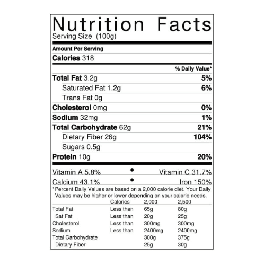 Nutrition Facts
Serving Size (100g)
Amount Per Serving
Calories 318
% Daily Value*
Total Fat 3.2g 5%
Saturated Fat 1.2g 6%
Trans Fat 0g
Cholesterol 0mg 0%
Sodium 32mg 1%
Total Carbohydrate 62g 21%
Dietary Fiber 26g 104%
Sugars 0.5g
Protein 10g 20%
Vitamin A 5.8% • Vitamin C 31.7%
Calcium 43.1% • Iron 150%
*Percent Daily Values are based on a 2,000 calorie diet. Your Daily
Values may be higher or lower depending on your calorie needs.
Calories 2,000 2,500
Total Fat Less than 65g 80g
Sat Fat Less than 20g 25g
Cholesterol Less than 300mg 300mg
Sodium Less than 2400mg 2400mg
Total Carbohydrate 300g 375g
Dietary Fiber 25g 30g